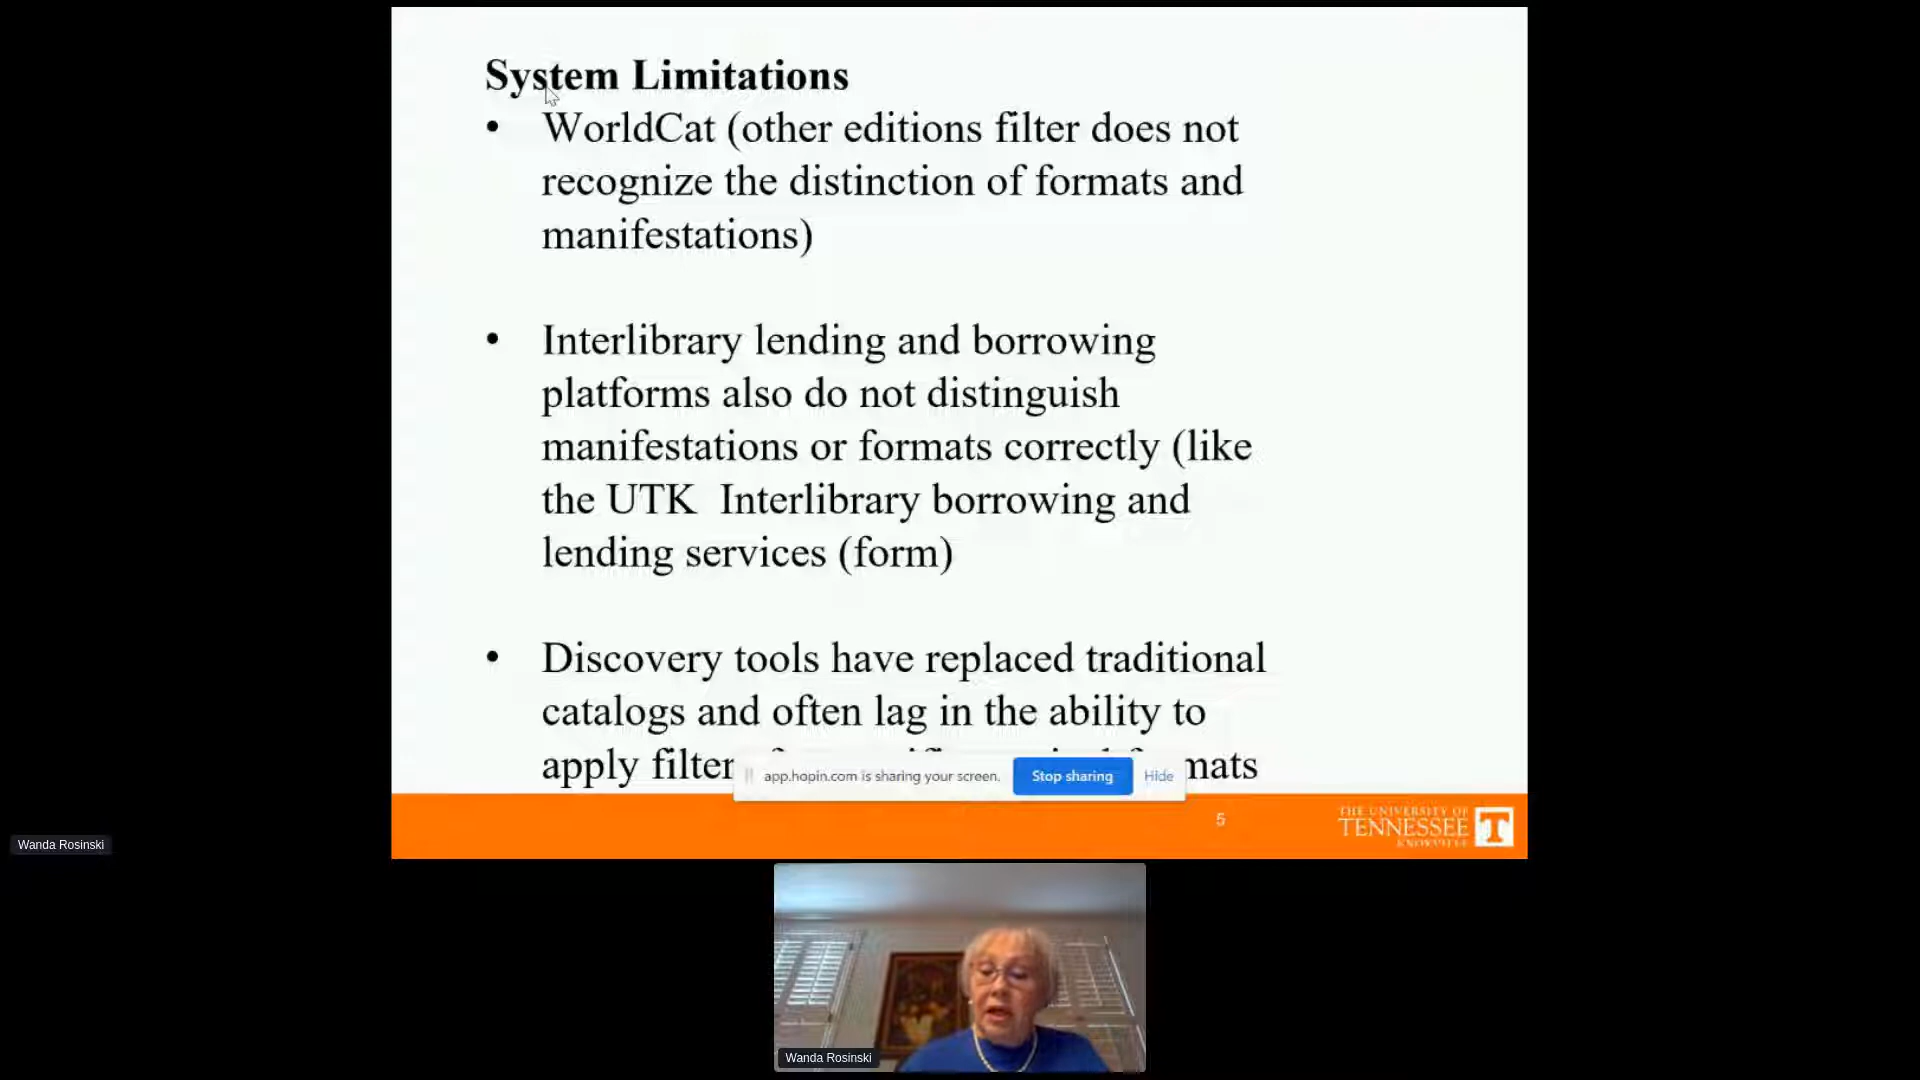 System Limitations
• WorldCat (other editions filter does not
recognize the distinction of formats and
manifestations)
• Interlibrary lending and borrowing
platforms also do not distinguish
manifestations or formats correctly (like
the UTK Interlibrary borrowing and
lending services (form)
• Discovery tools have replaced traditional
catalogs and often lag in the ability to
apply
app.hopin.com is sharing your screen.
Stop sharing
Hide
5
THE UNIVERSITY OF
TENNESSEE
KNOXVILLE
T
Wanda Rosinski
Wanda Rosinski